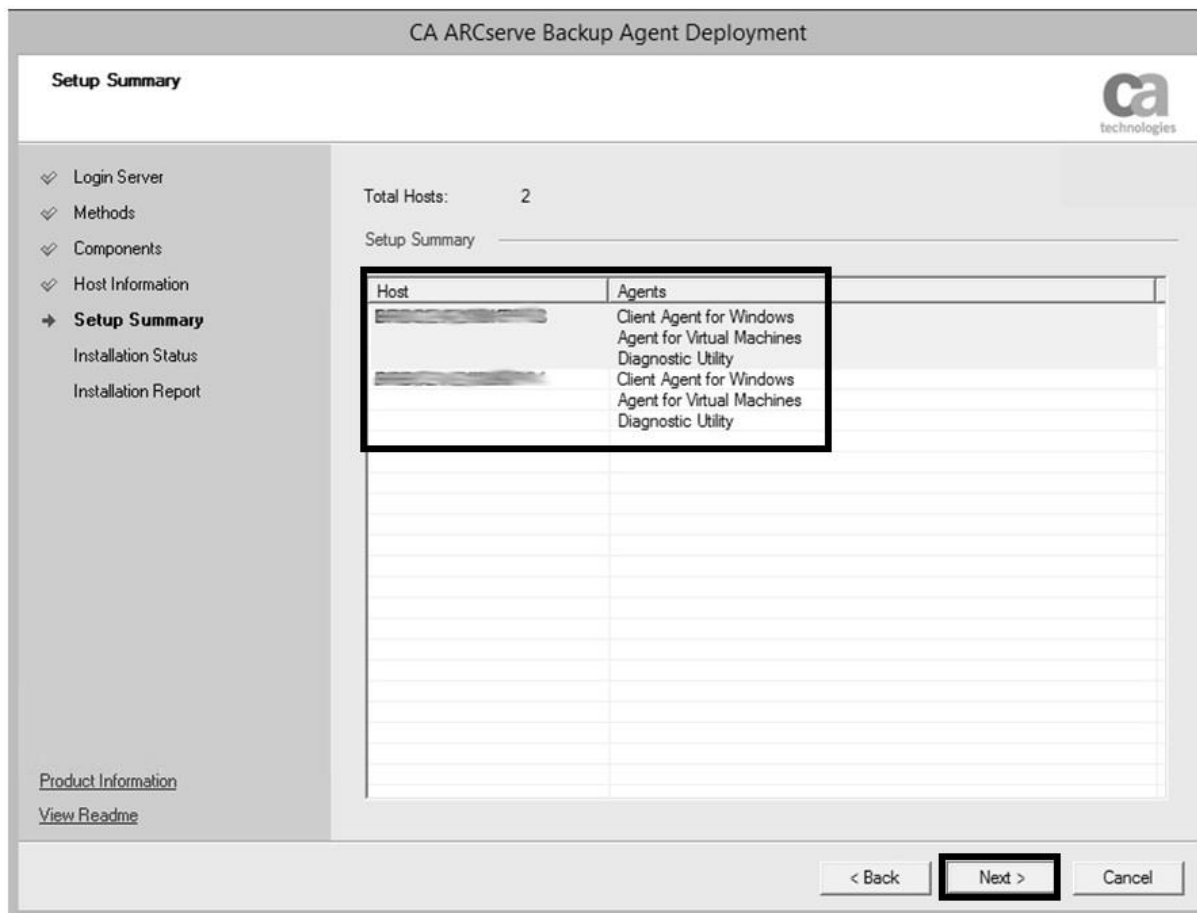 CA ARCserve Backup Agent Deployment
Setup Summary
ca
technologies
Login Server
Methods
Components
Host Information
Setup Summary
Installation Status
Installation Report
Product Information
View Readme
Total Hosts: 2
Setup Summary
Host Agents
Client Agent for Windows
Agent for Virtual Machines
Diagnostic Utility
Client Agent for Windows
Agent for Virtual Machines
Diagnostic Utility
< Back Next > Cancel